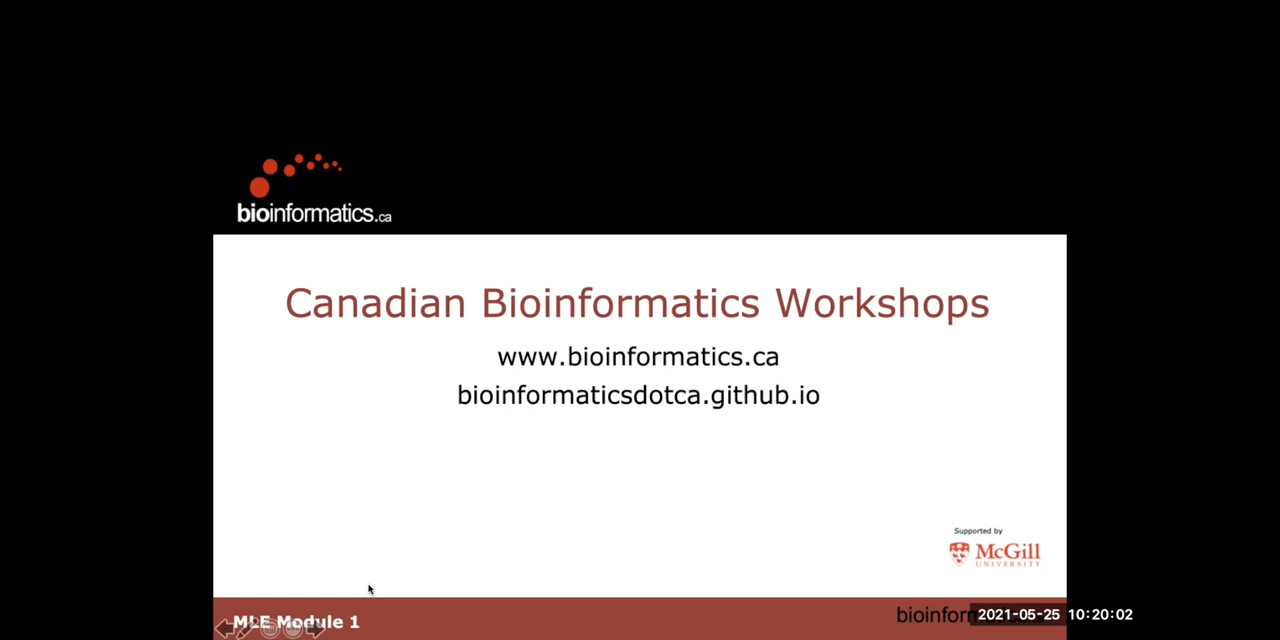 bioinformatics.ca
Canadian Bioinformatics Workshops
www.bioinformatics.ca
bioinformaticsdotca.github.io
Supported by
McGill
UNIVERSITY
MLE Module 1
2021-05-25 10:20:02